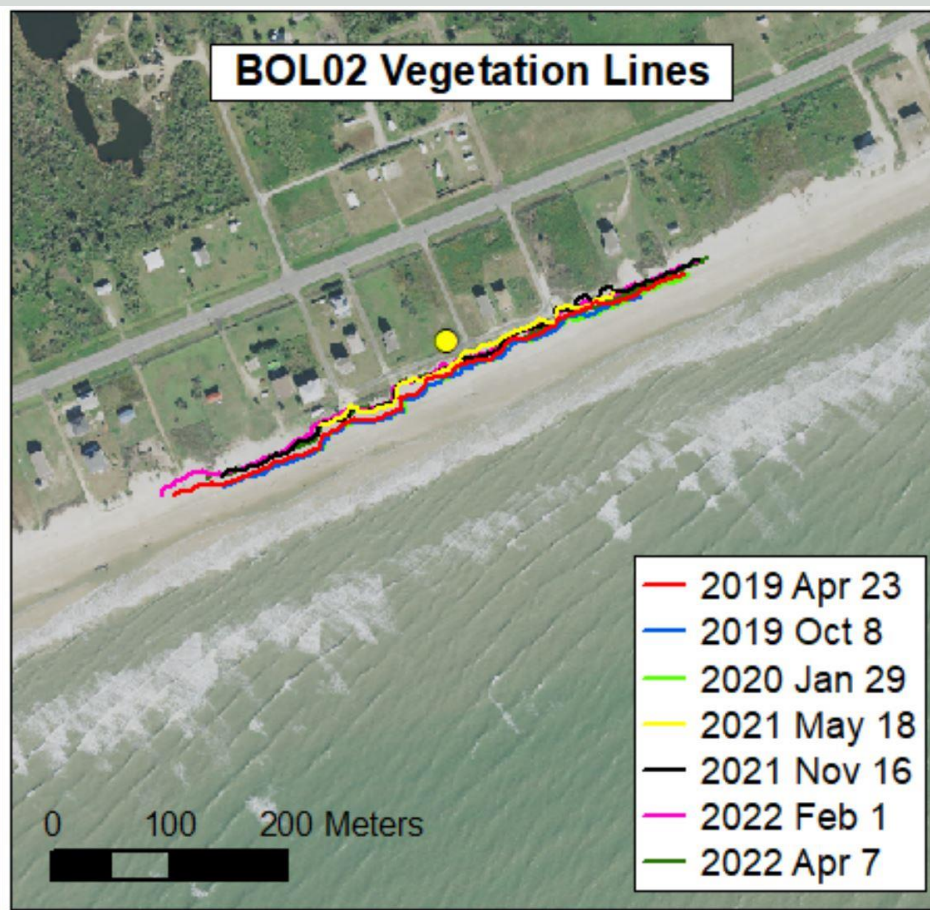 BOL02 Vegetation Lines
2019 Apr 23
2019 Oct 8
2020 Jan 29
2021 May 18
2021 Nov 16
2022 Feb 1
2022 Apr 7
0 100 200 Meters